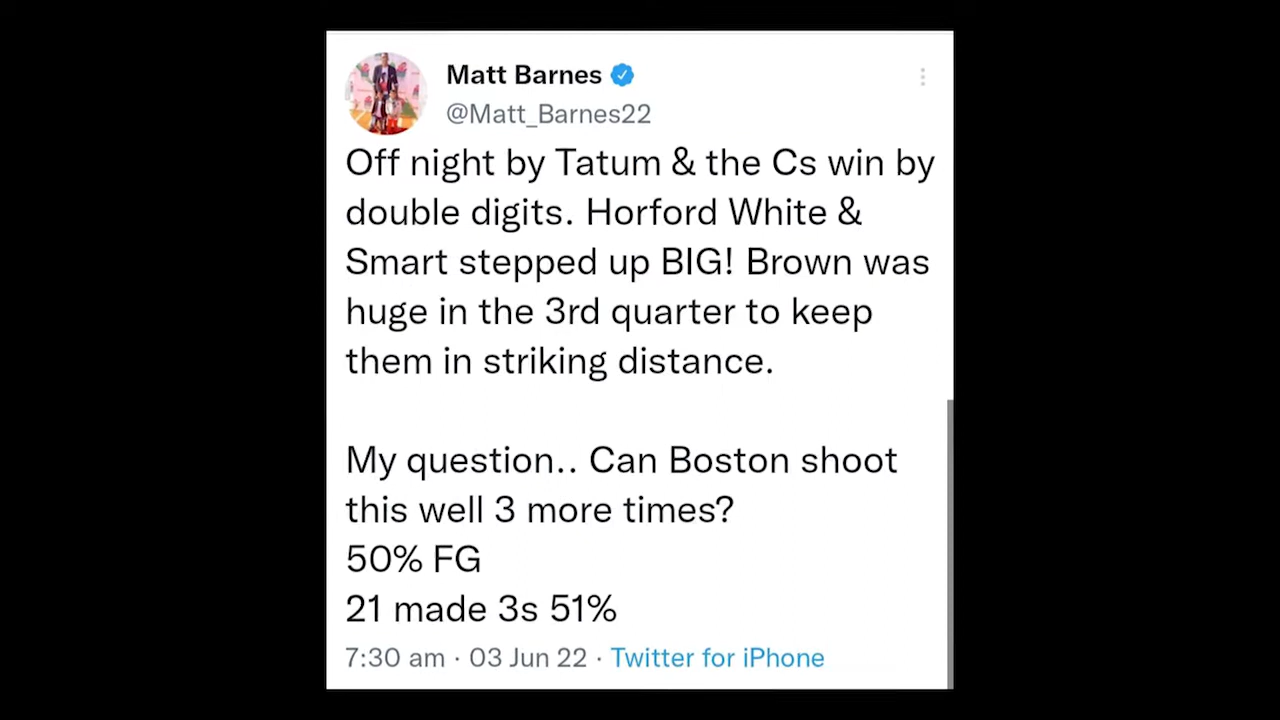 Matt Barnes
@Matt_Barnes22
Off night by Tatum & the Cs win by
double digits. Horford White &
Smart stepped up BIG! Brown was
huge in the 3rd quarter to keep
them in striking distance.
My question.. Can Boston shoot
this well 3 more times?
50% FG
21 made 3s 51%
7:30 am · 03 Jun 22 · Twitter for iPhone